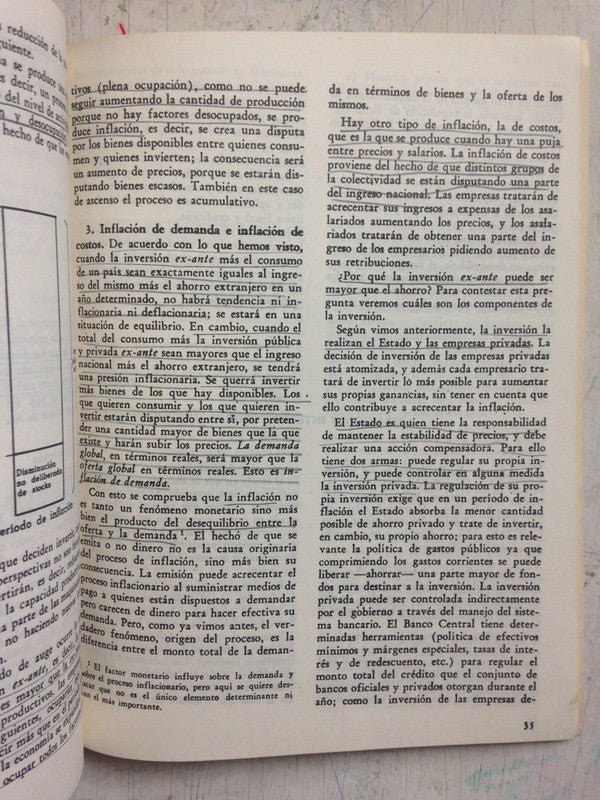 reducción de la
guiente.
tivos (plena ocupación), como no se puede
seguir aumentando la cantidad de producción
porque no hay factores desocupados, se pro-
duce inflación, es decir, se crea una disputa
por los bienes disponibles entre quienes consu-
men y quienes invierten; la consecuencia será
un aumento de precios, porque se estarán dis-
putando bienes escasos. También en este caso
de ascenso el proceso es acumulativo.
3. Inflación de demanda e inflación de
costos. De acuerdo con lo que hemos visto,
cuando la inversión ex-ante más el consumo
de un país sean exactamente iguales al ingre-
so del mismo más el ahorro extranjero en un
año determinado, no habrá tendencia ni in-
flacionaria ni deflacionaria; se estará en una
situación de equilibrio. En cambio, cuando el
total del consumo más la inversión pública
y privada ex-ante sean mayores que el ingreso
nacional más el ahorro extranjero, se tendrá
una presión inflacionaria. Se querrá invertir
más bienes de los que hay disponibles. Los
que quieren consumir y los que quieren in-
vertir estarán disputando entre sí, por preten-
der una cantidad mayor de bienes que la que
existe y harán subir los precios. La demanda
global, en términos reales, será mayor que la
oferta global en términos reales. Esto es in-
flación de demanda.
Con esto se comprueba que la inflación no
es tanto un fenómeno monetario sino más
bien el producto del desequilibrio entre la
oferta y la demanda ¹. El hecho de que se
emita o no dinero no es la causa originaria
del proceso de inflación, sino más bien su
consecuencia. La emisión puede acrecentar el
proceso inflacionario al suministrar medios de
pago a quienes están dispuestos a demandar
pero carecen de dinero para hacer efectiva su
demanda. Pero, como ya vimos antes, el ver-
dadero fenómeno, origen del proceso, es la
diferencia entre el monto total de la deman-
¹ El factor monetario influye sobre la demanda y
sobre el proceso inflacionario, pero aquí se quiere des-
tacar que no es el único elemento determinante ni
aun el más importante.
da en términos de bienes y la oferta de los
mismos.
Hay otro tipo de inflación, la de costos,
que es la que se produce cuando hay una puja
entre precios y salarios. La inflación de costos
proviene del hecho de que distintos grupos de
la colectividad se están disputando una parte
del ingreso nacional. Las empresas tratarán de
acrecentar sus ingresos a expensas de los asa-
lariados aumentando los precios, y los asala-
riados tratarán de obtener una parte del in-
greso de los empresarios pidiendo aumento de
sus retribuciones.
¿Por qué la inversión ex-ante puede ser
mayor que el ahorro? Para contestar esta pre-
gunta veremos cuáles son los componentes de
la inversión.
Según vimos anteriormente, la inversión la
realizan el Estado y las empresas privadas. La
decisión de inversión de las empresas privadas
está atomizada, y además cada empresario tra-
tará de invertir lo más posible para aumentar
sus propias ganancias, sin tener en cuenta que
ello contribuye a acrecentar la inflación.
El Estado es quien tiene la responsabilidad
de mantener la estabilidad de precios, y debe
realizar una acción compensadora. Para ello
tiene dos armas: puede regular su propia in-
versión, y puede controlar en alguna medida
la inversión privada. La regulación de su pro-
pia inversión exige que en un período de in-
flación el Estado absorba la menor cantidad
posible de ahorro privado y trate de invertir,
en cambio, su propio ahorro; para esto es re-
levante la política de gastos públicos ya que
comprimiendo los gastos corrientes se puede
liberar —ahorrar— una parte mayor de fon-
dos para destinar a la inversión. La inversión
privada puede ser controlada indirectamente
por el gobierno a través del manejo del siste-
ma bancario. El Banco Central tiene deter-
minadas herramientas (política de efectivos
mínimos y márgenes especiales, tasas de inte-
rés y de redescuento, etc.) para regular el
monto total del crédito que el conjunto de
bancos oficiales y privados otorgan durante el
año; como la inversión de las empresas de-
35
Disminución
no deliberada
de stocks